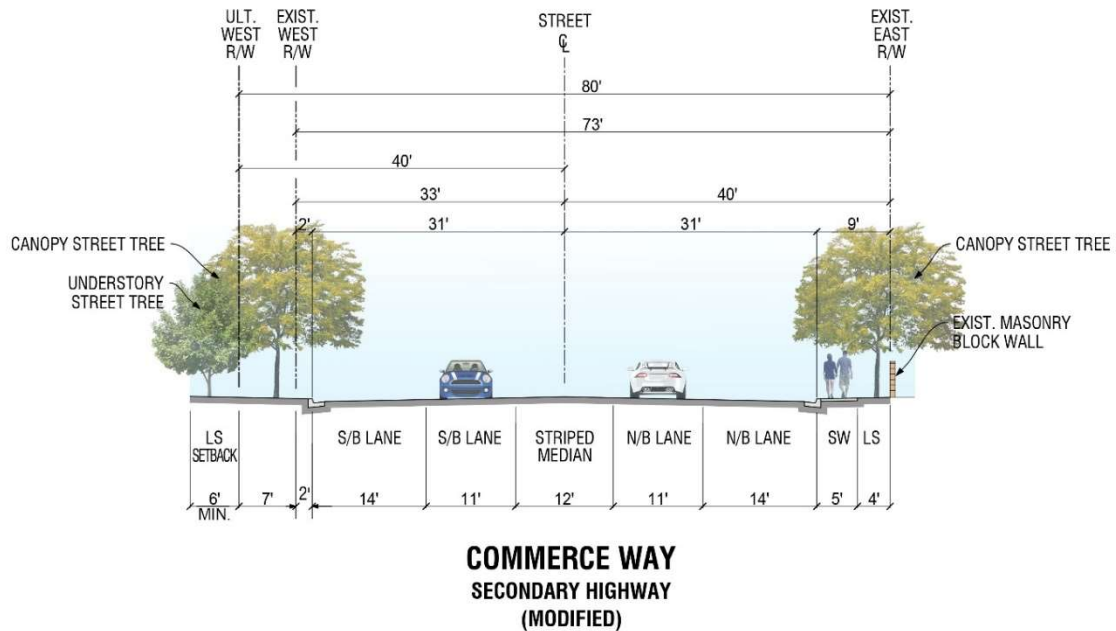 ULT.
WEST
R/W
EXIST.
WEST
R/W
STREET
℄
EXIST.
EAST
R/W
80'
73'
40'
33'
40'
2'
31'
31'
9'
CANOPY STREET TREE
UNDERSTORY
STREET TREE
CANOPY STREET TREE
EXIST. MASONRY
BLOCK WALL
LS
SETBACK
S/B LANE
S/B LANE
STRIPED
MEDIAN
N/B LANE
N/B LANE
SW
LS
6'
MIN.
7'
2'
14'
11'
12'
11'
14'
5'
4'
COMMERCE WAY
SECONDARY HIGHWAY
(MODIFIED)